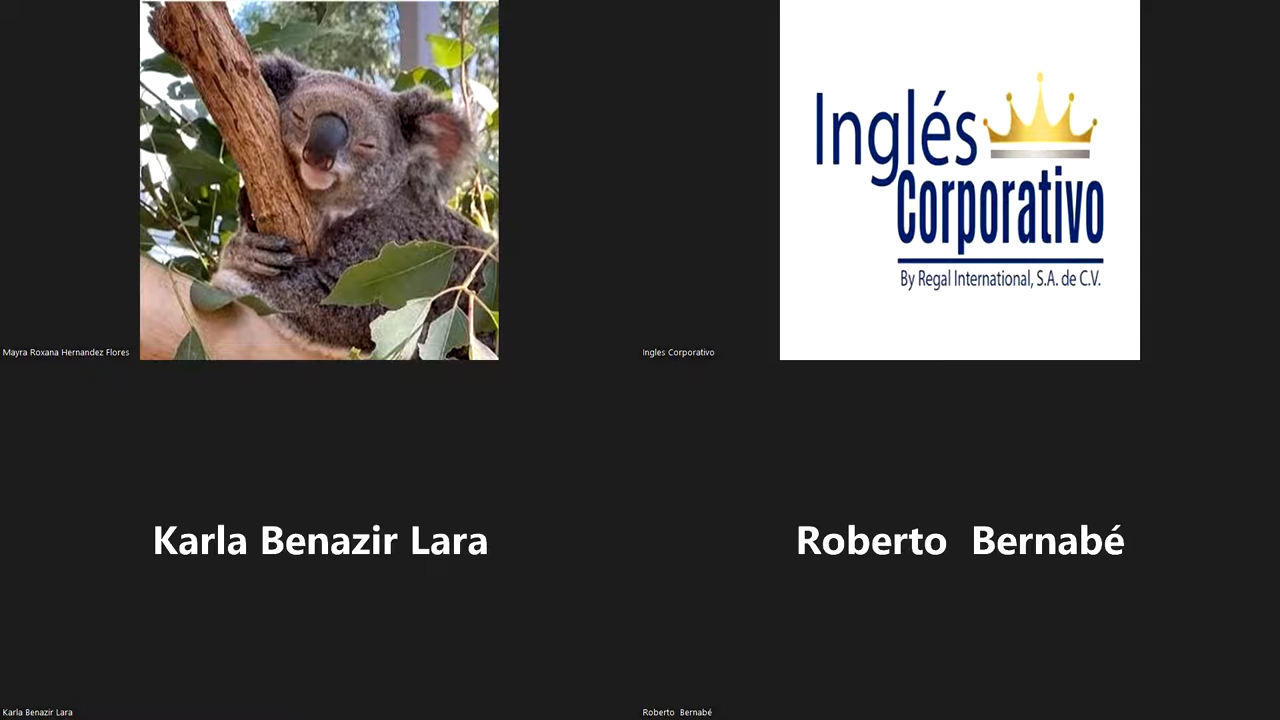 Inglés
Corporativo
By Regal International, S.A. de C.V.
Mayra Roxana Hernandez Flores
Ingles Corporativo
Karla Benazir Lara
Roberto  Bernabé
Karla Benazir Lara
Roberto  Bernabé